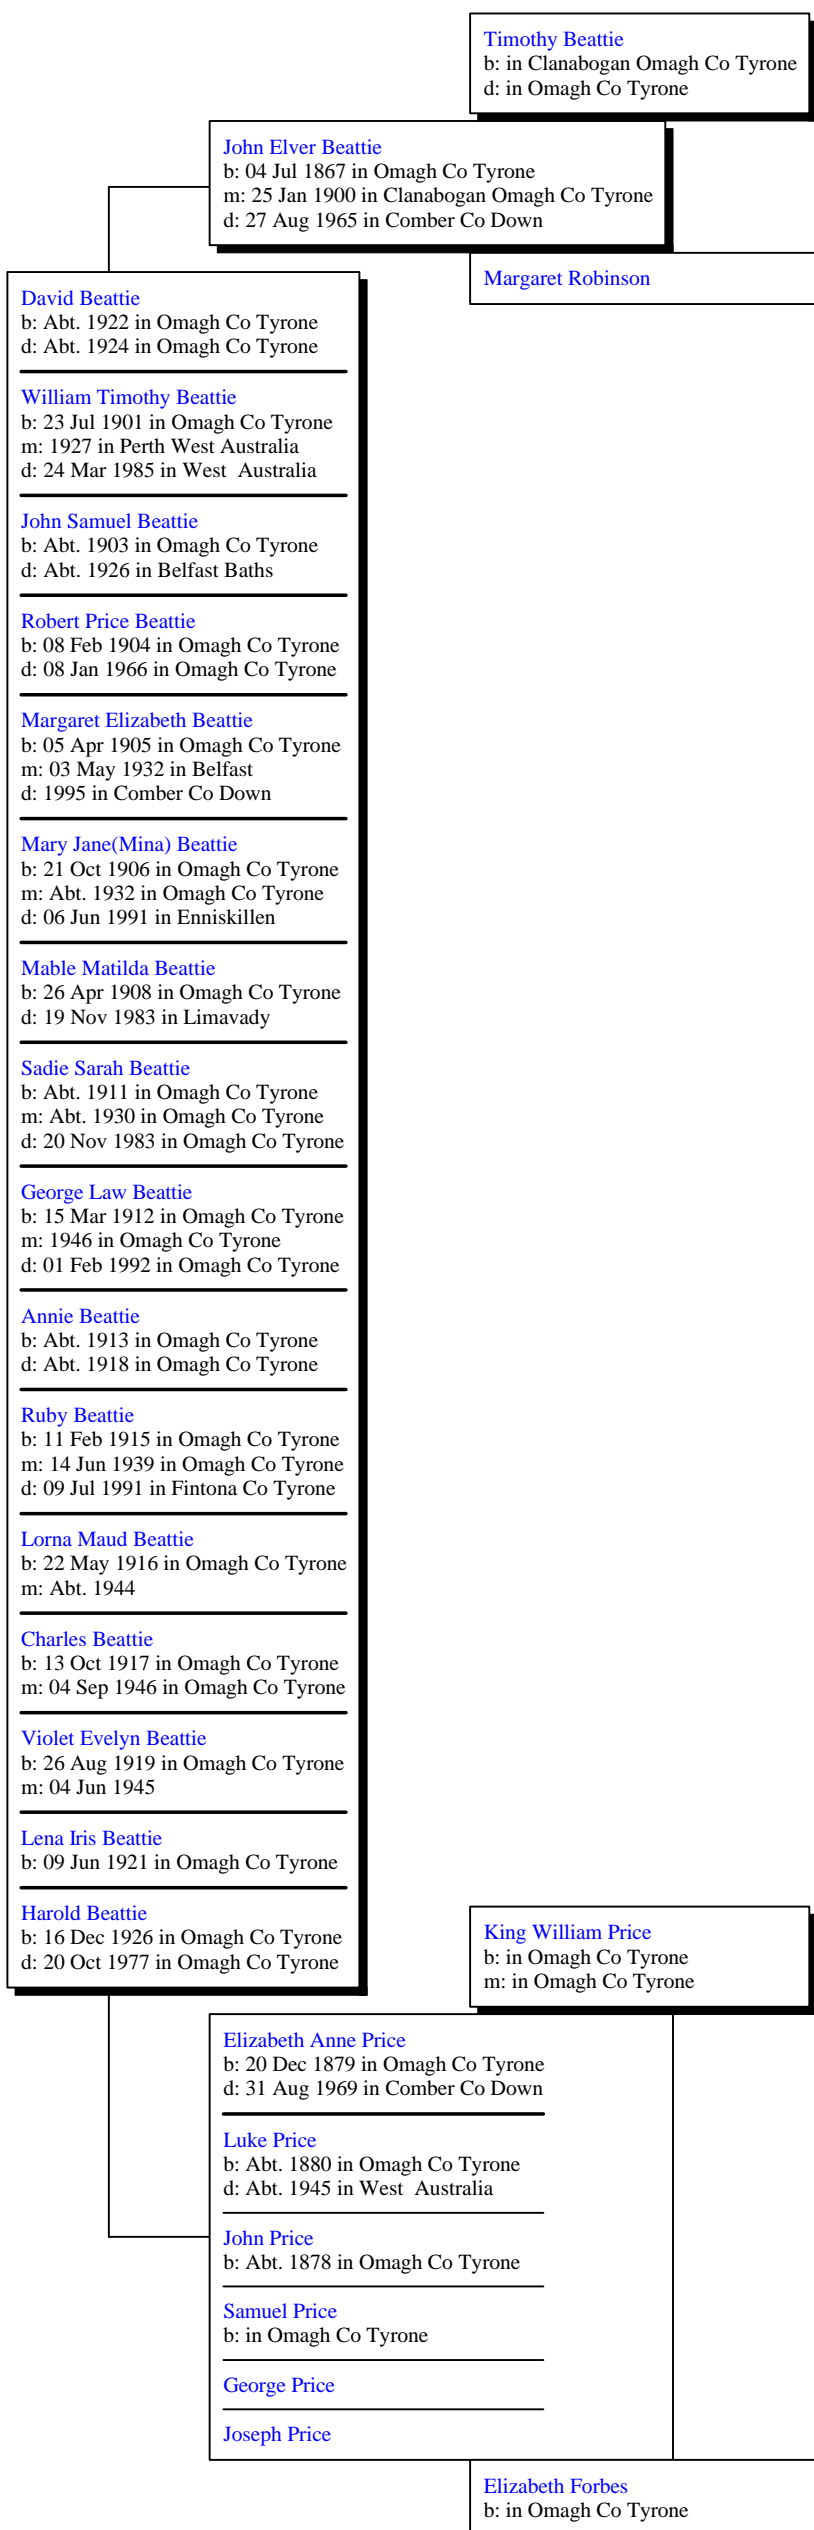 Timothy Beattie
b: in Clanabogan Omagh Co Tyrone
d: in Omagh Co Tyrone
John Elver Beattie
b: 04 Jul 1867 in Omagh Co Tyrone
m: 25 Jan 1900 in Clanabogan Omagh Co Tyrone
d: 27 Aug 1965 in Comber Co Down
Margaret Robinson
David Beattie
b: Abt. 1922 in Omagh Co Tyrone
d: Abt. 1924 in Omagh Co Tyrone
William Timothy Beattie
b: 23 Jul 1901 in Omagh Co Tyrone
m: 1927 in Perth West Australia
d: 24 Mar 1985 in West  Australia
John Samuel Beattie
b: Abt. 1903 in Omagh Co Tyrone
d: Abt. 1926 in Belfast Baths
Robert Price Beattie
b: 08 Feb 1904 in Omagh Co Tyrone
d: 08 Jan 1966 in Omagh Co Tyrone
Margaret Elizabeth Beattie
b: 05 Apr 1905 in Omagh Co Tyrone
m: 03 May 1932 in Belfast
d: 1995 in Comber Co Down
Mary Jane(Mina) Beattie
b: 21 Oct 1906 in Omagh Co Tyrone
m: Abt. 1932 in Omagh Co Tyrone
d: 06 Jun 1991 in Enniskillen
Mable Matilda Beattie
b: 26 Apr 1908 in Omagh Co Tyrone
d: 19 Nov 1983 in Limavady
Sadie Sarah Beattie
b: Abt. 1911 in Omagh Co Tyrone
m: Abt. 1930 in Omagh Co Tyrone
d: 20 Nov 1983 in Omagh Co Tyrone
George Law Beattie
b: 15 Mar 1912 in Omagh Co Tyrone
m: 1946 in Omagh Co Tyrone
d: 01 Feb 1992 in Omagh Co Tyrone
Annie Beattie
b: Abt. 1913 in Omagh Co Tyrone
d: Abt. 1918 in Omagh Co Tyrone
Ruby Beattie
b: 11 Feb 1915 in Omagh Co Tyrone
m: 14 Jun 1939 in Omagh Co Tyrone
d: 09 Jul 1991 in Fintona Co Tyrone
Lorna Maud Beattie
b: 22 May 1916 in Omagh Co Tyrone
m: Abt. 1944
Charles Beattie
b: 13 Oct 1917 in Omagh Co Tyrone
m: 04 Sep 1946 in Omagh Co Tyrone
Violet Evelyn Beattie
b: 26 Aug 1919 in Omagh Co Tyrone
m: 04 Jun 1945
Lena Iris Beattie
b: 09 Jun 1921 in Omagh Co Tyrone
Harold Beattie
b: 16 Dec 1926 in Omagh Co Tyrone
d: 20 Oct 1977 in Omagh Co Tyrone
King William Price
b: in Omagh Co Tyrone
m: in Omagh Co Tyrone
Elizabeth Anne Price
b: 20 Dec 1879 in Omagh Co Tyrone
d: 31 Aug 1969 in Comber Co Down
Luke Price
b: Abt. 1880 in Omagh Co Tyrone
d: Abt. 1945 in West  Australia
John Price
b: Abt. 1878 in Omagh Co Tyrone
Samuel Price
b: in Omagh Co Tyrone
George Price
Joseph Price
Elizabeth Forbes
b: in Omagh Co Tyrone